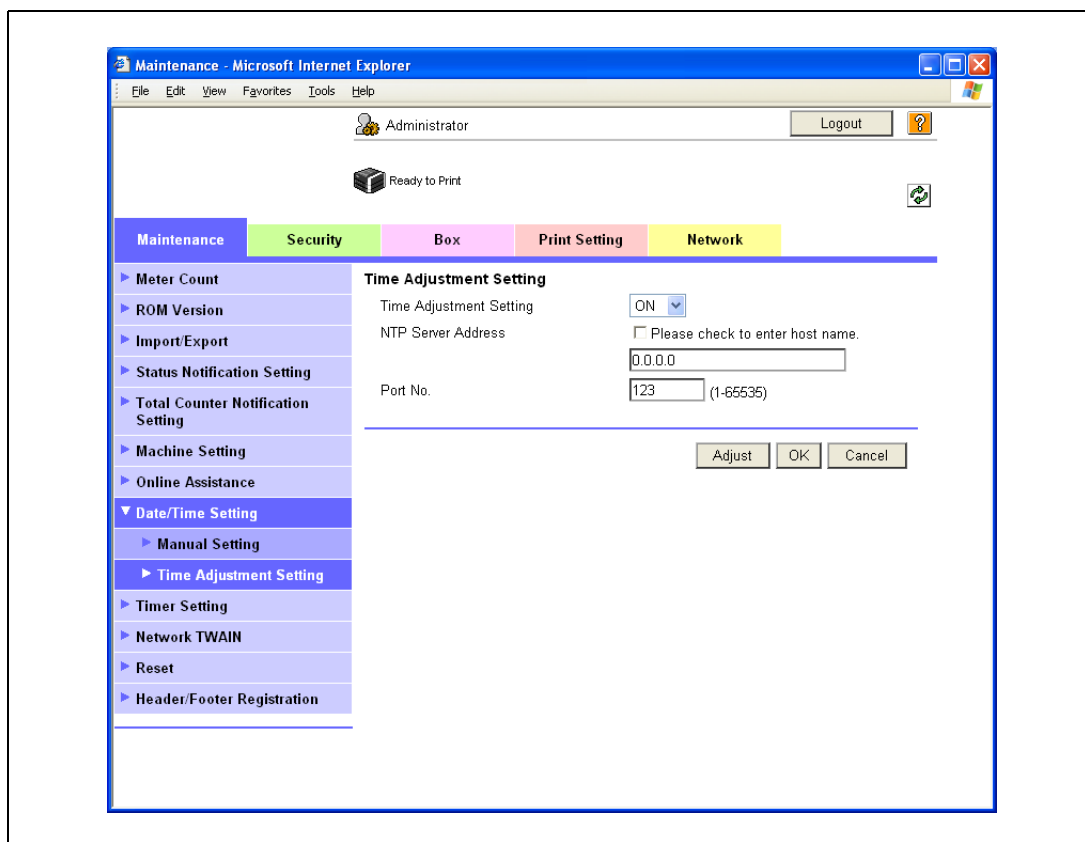 Maintenance - Microsoft Internet Explorer
File Edit View Favorites Tools Help
Administrator
Logout
?
Ready to Print
Maintenance Security Box Print Setting Network
Meter Count
ROM Version
Import/Export
Status Notification Setting
Total Counter Notification
Setting
Machine Setting
Online Assistance
Date/Time Setting
Manual Setting
Time Adjustment Setting
Timer Setting
Network TWAIN
Reset
Header/Footer Registration
Time Adjustment Setting
Time Adjustment Setting ON
NTP Server Address Please check to enter host name.
0.0.0.0
Port No. 123 (1-65535)
Adjust OK Cancel